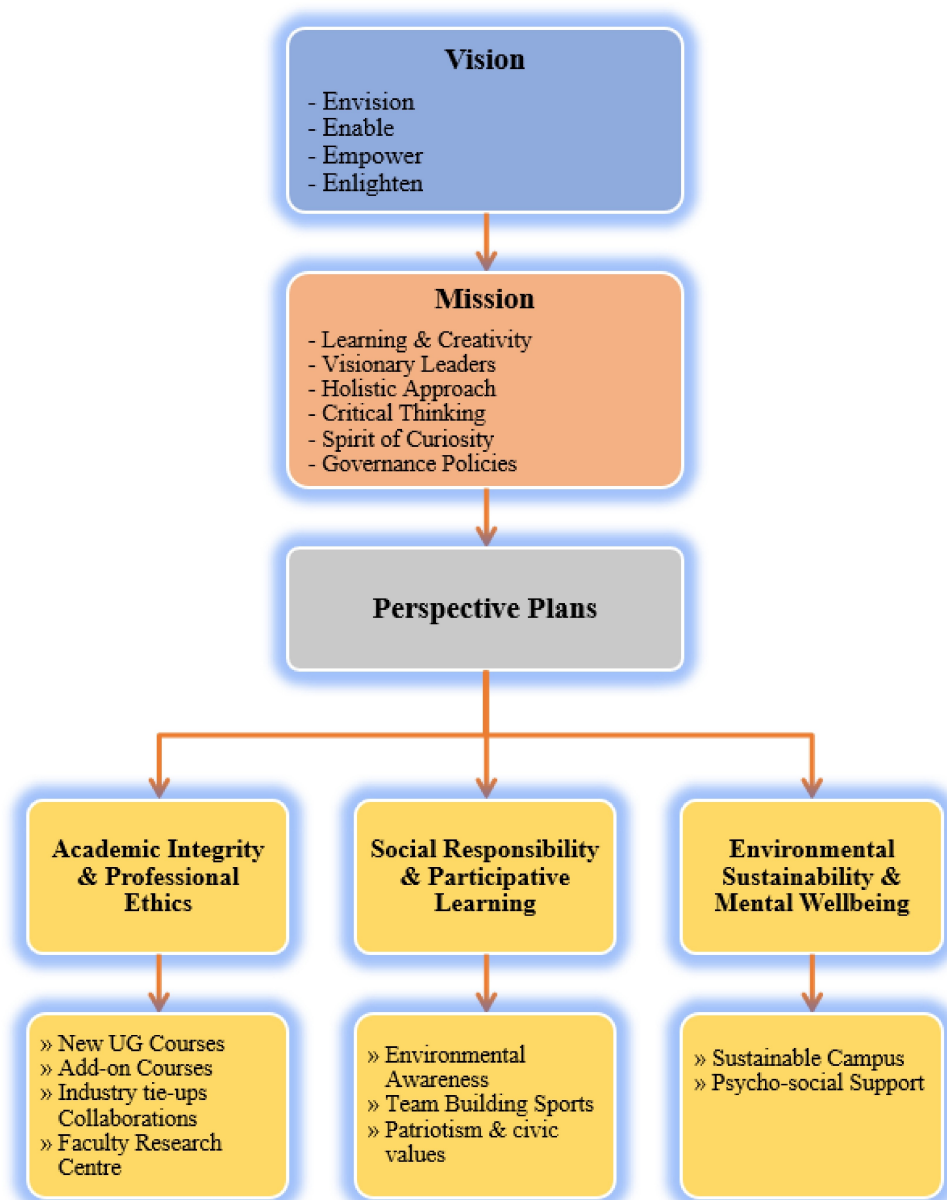 Vision
- Envision
- Enable
- Empower
- Enlighten
Mission
- Learning & Creativity
- Visionary Leaders
- Holistic Approach
- Critical Thinking
- Spirit of Curiosity
- Governance Policies
Perspective Plans
Academic Integrity
& Professional
Ethics
Social Responsibility
& Participative
Learning
Environmental
Sustainability &
Mental Wellbeing
» New UG Courses
» Add-on Courses
» Industry tie-ups
Collaborations
» Faculty Research
Centre
» Environmental
Awareness
» Team Building Sports
» Patriotism & civic
values
» Sustainable Campus
» Psycho-social Support